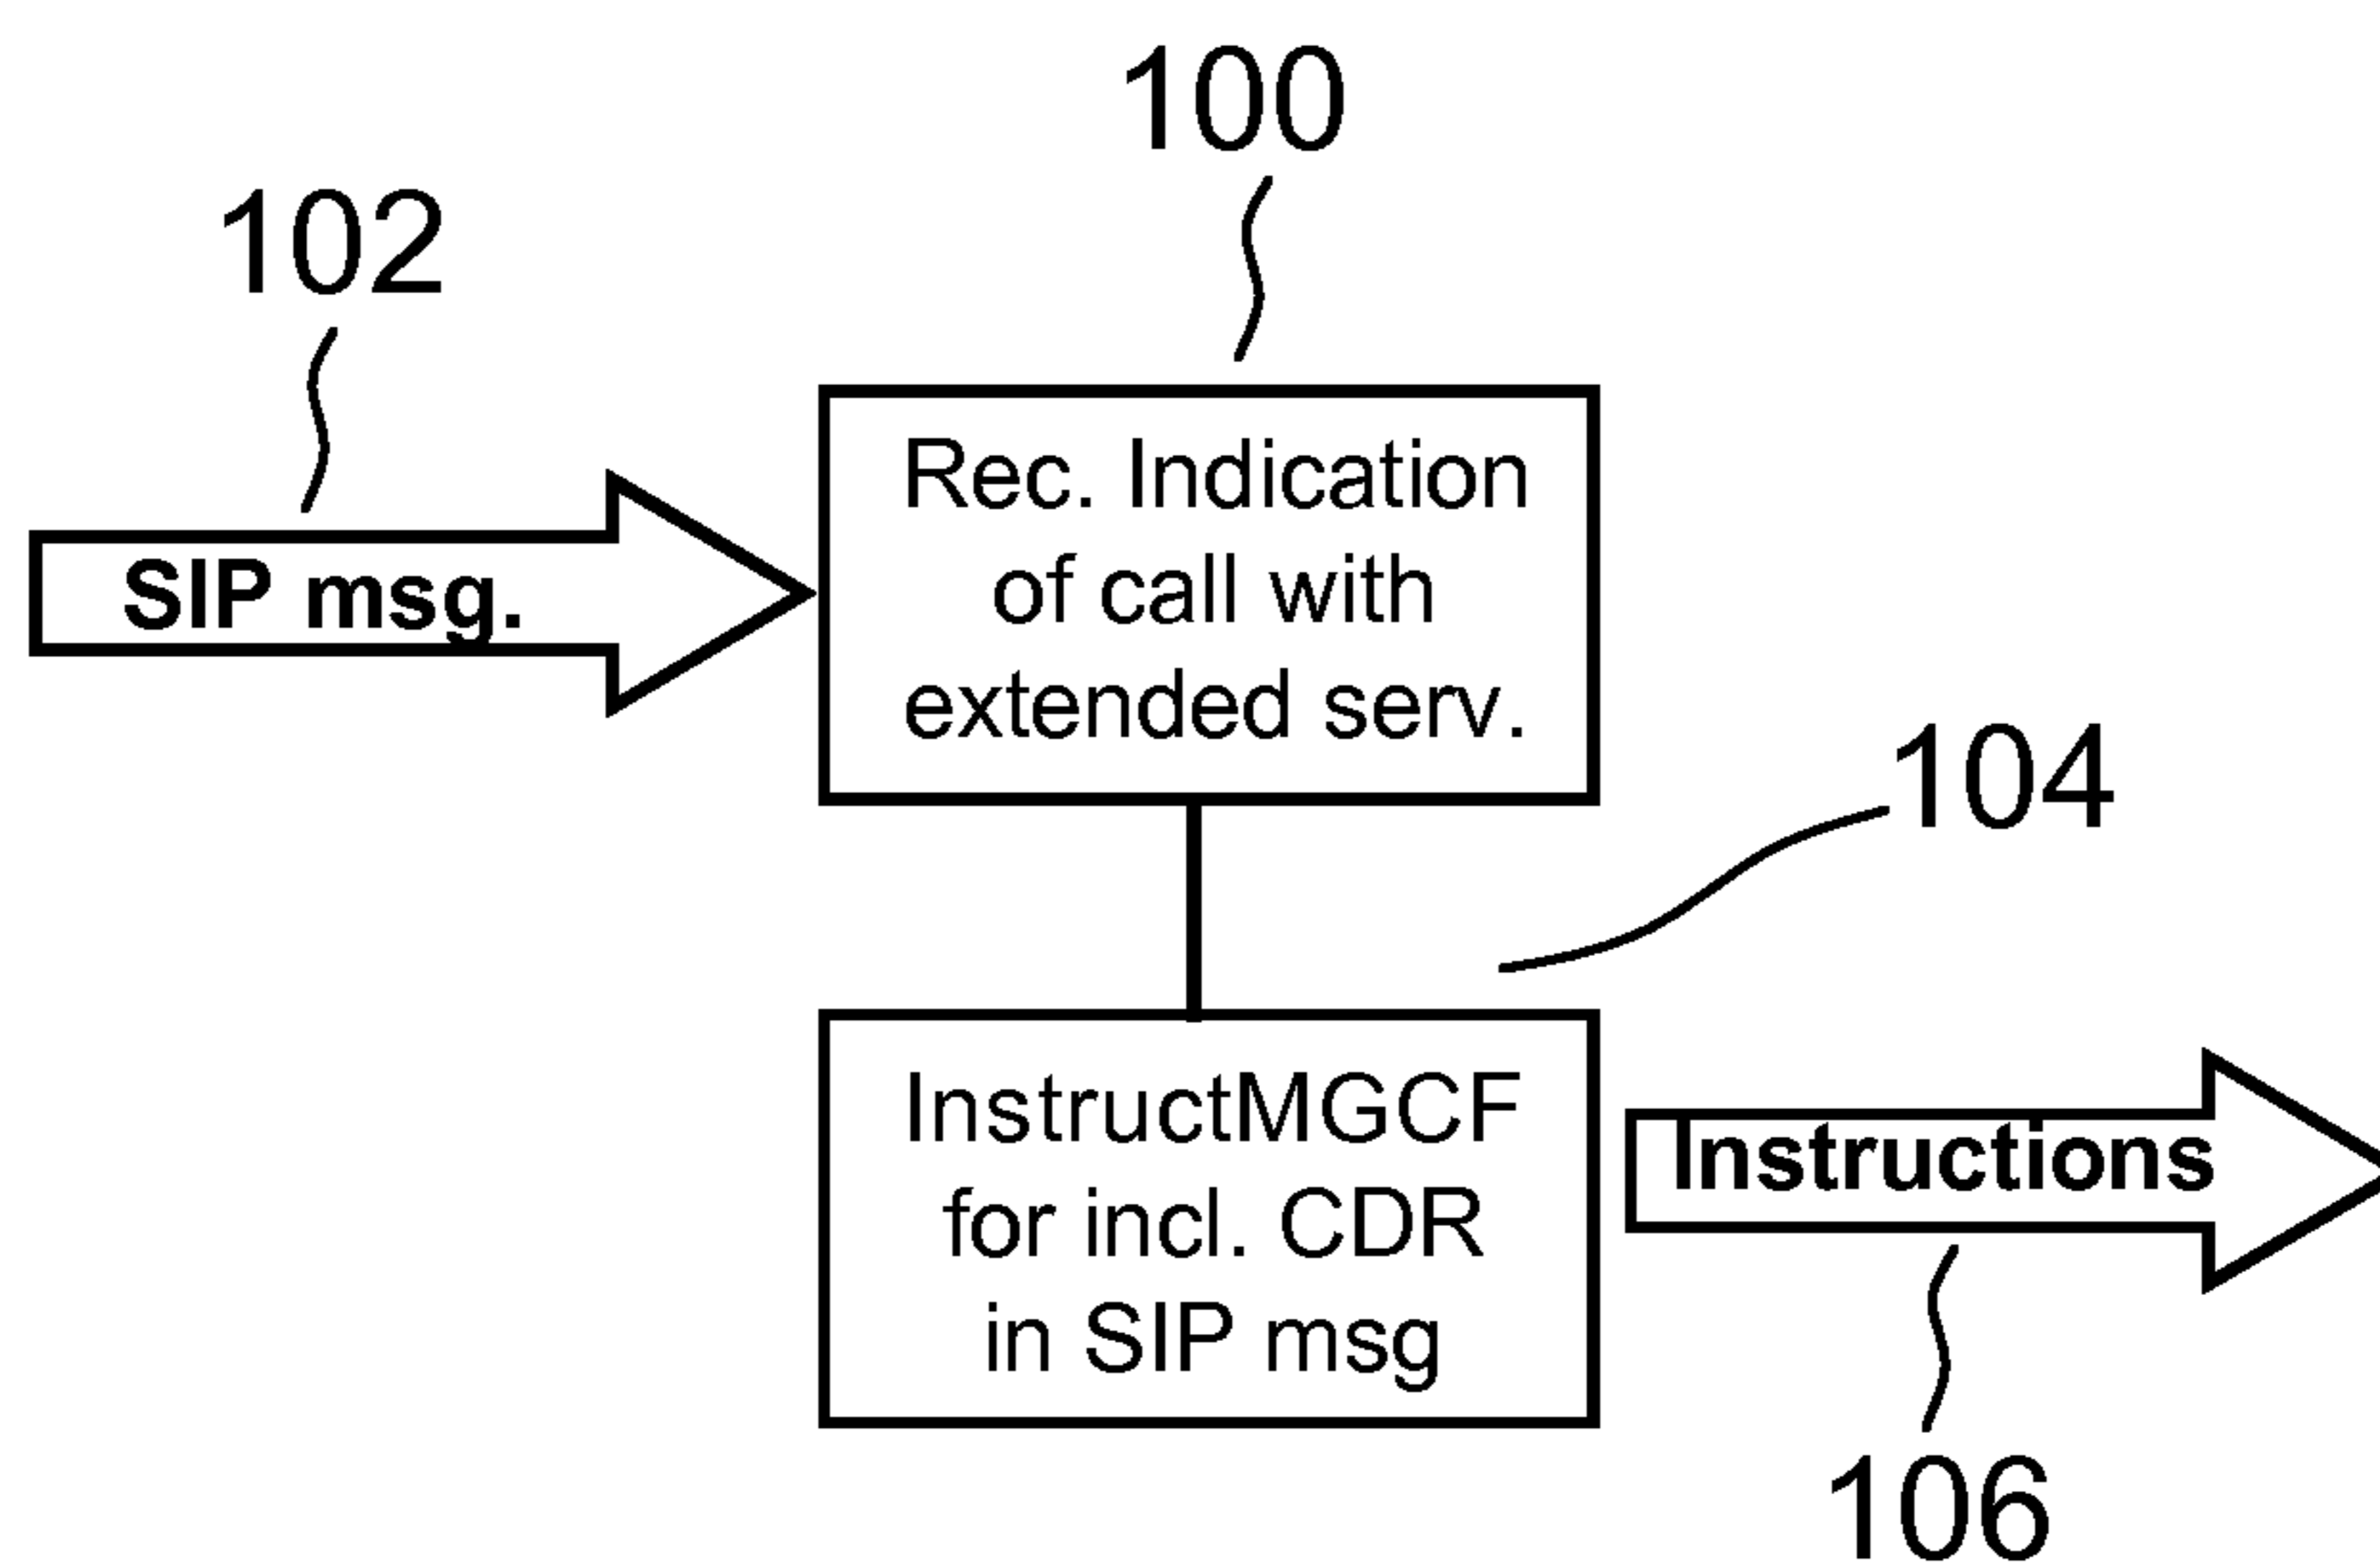 100
102
Rec. Indication
of call with
extended serv.
SIP msg.
104
InstructMGCF
for incl. CDR
in SIP msg
Instructions
106